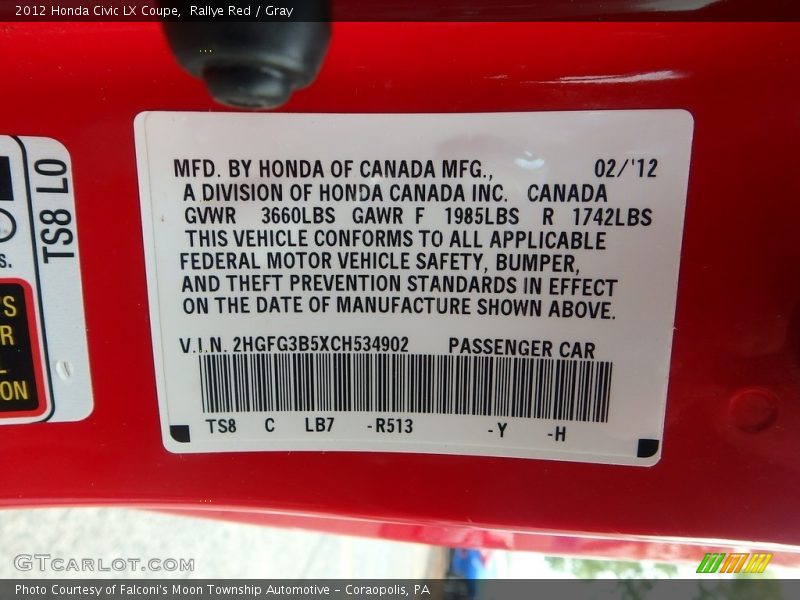 2012 Honda Civic LX Coupe,  Rallye Red / Gray
MFD. BY HONDA OF CANADA MFG., 02/'12
A DIVISION OF HONDA CANADA INC. CANADA
GVWR 3660LBS GAWR F 1985LBS R 1742LBS
THIS VEHICLE CONFORMS TO ALL APPLICABLE
FEDERAL MOTOR VEHICLE SAFETY, BUMPER,
AND THEFT PREVENTION STANDARDS IN EFFECT
ON THE DATE OF MANUFACTURE SHOWN ABOVE.
V.I.N. 2HGFG3B5XCH534902 PASSENGER CAR
TS8 C LB7 -R513 -Y -H
TS8 L0
GTCARLOT.COM
Photo Courtesy of Falconi's Moon Township Automotive - Coraopolis, PA